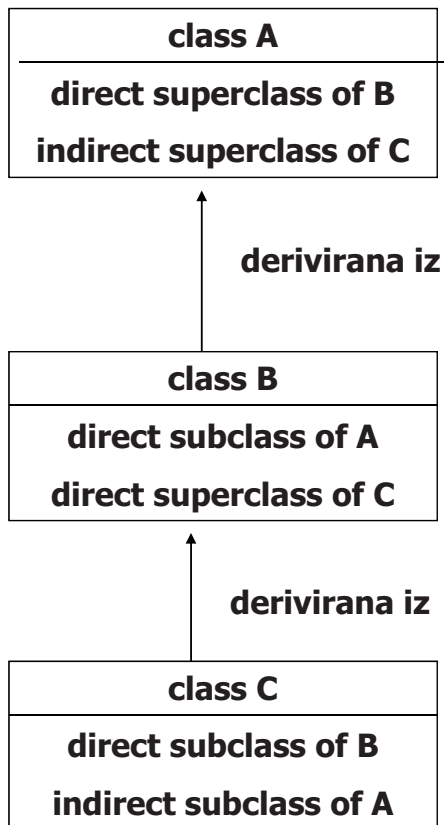 class A
direct superclass of B
indirect superclass of C
derivirana iz
class B
direct subclass of A
direct superclass of C
derivirana iz
class C
direct subclass of B
indirect subclass of A